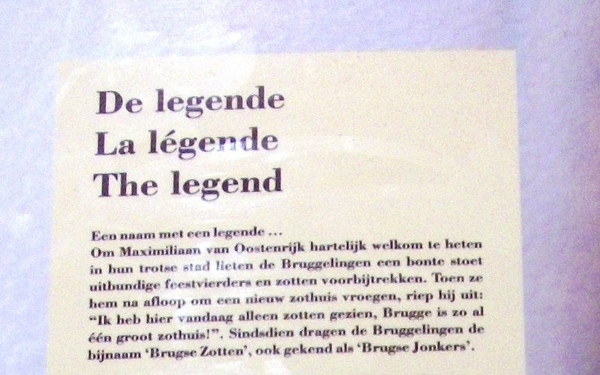 De legende
La légende
The legend
Een naam met een legende ...
Om Maximiliaan van Oostenrijk hartelijk welkom te heten
in hun trotse stad lieten de Bruggelingen een bonte stoet
uitbundige feestvierders en zotten voorbijtrekken. Toen ze
hem na afloop om een nieuw zothuis vroegen, riep hij uit:
“Ik heb hier vandaag alleen zotten gezien, Brugge is zo al
één groot zothuis!”. Sindsdien dragen de Bruggelingen de
bijnaam ‘Brugse Zotten’, ook gekend als ‘Brugse Jonkers’.